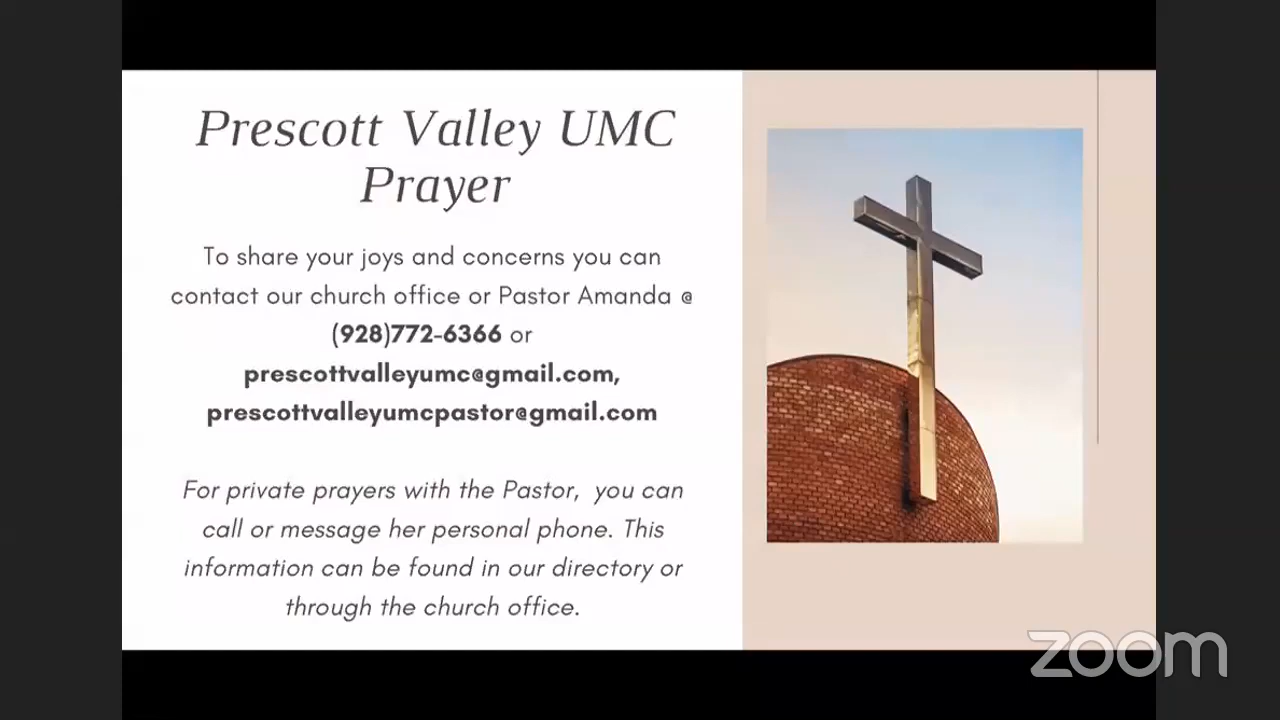 Prescott Valley UMC
Prayer
To share your joys and concerns you can
contact our church office or Pastor Amanda @
(928)772-6366 or
prescottvalleyumc@gmail.com,
prescottvalleyumcpastor@gmail.com
For private prayers with the Pastor,  you can
call or message her personal phone. This
information can be found in our directory or
through the church office.
zoom